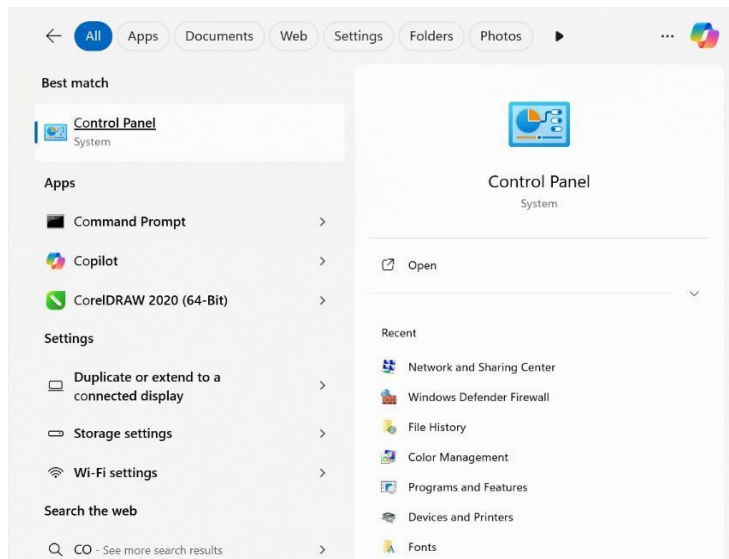 All Apps Documents Web Settings Folders Photos
Best match
Control Panel
System
Apps
Command Prompt
Copilot
CorelDRAW 2020 (64-Bit)
Settings
Duplicate or extend to a
connected display
Storage settings
Wi-Fi settings
Search the web
CO - See more search results
Control Panel
System
Open
Recent
Network and Sharing Center
Windows Defender Firewall
File History
Color Management
Programs and Features
Devices and Printers
Fonts